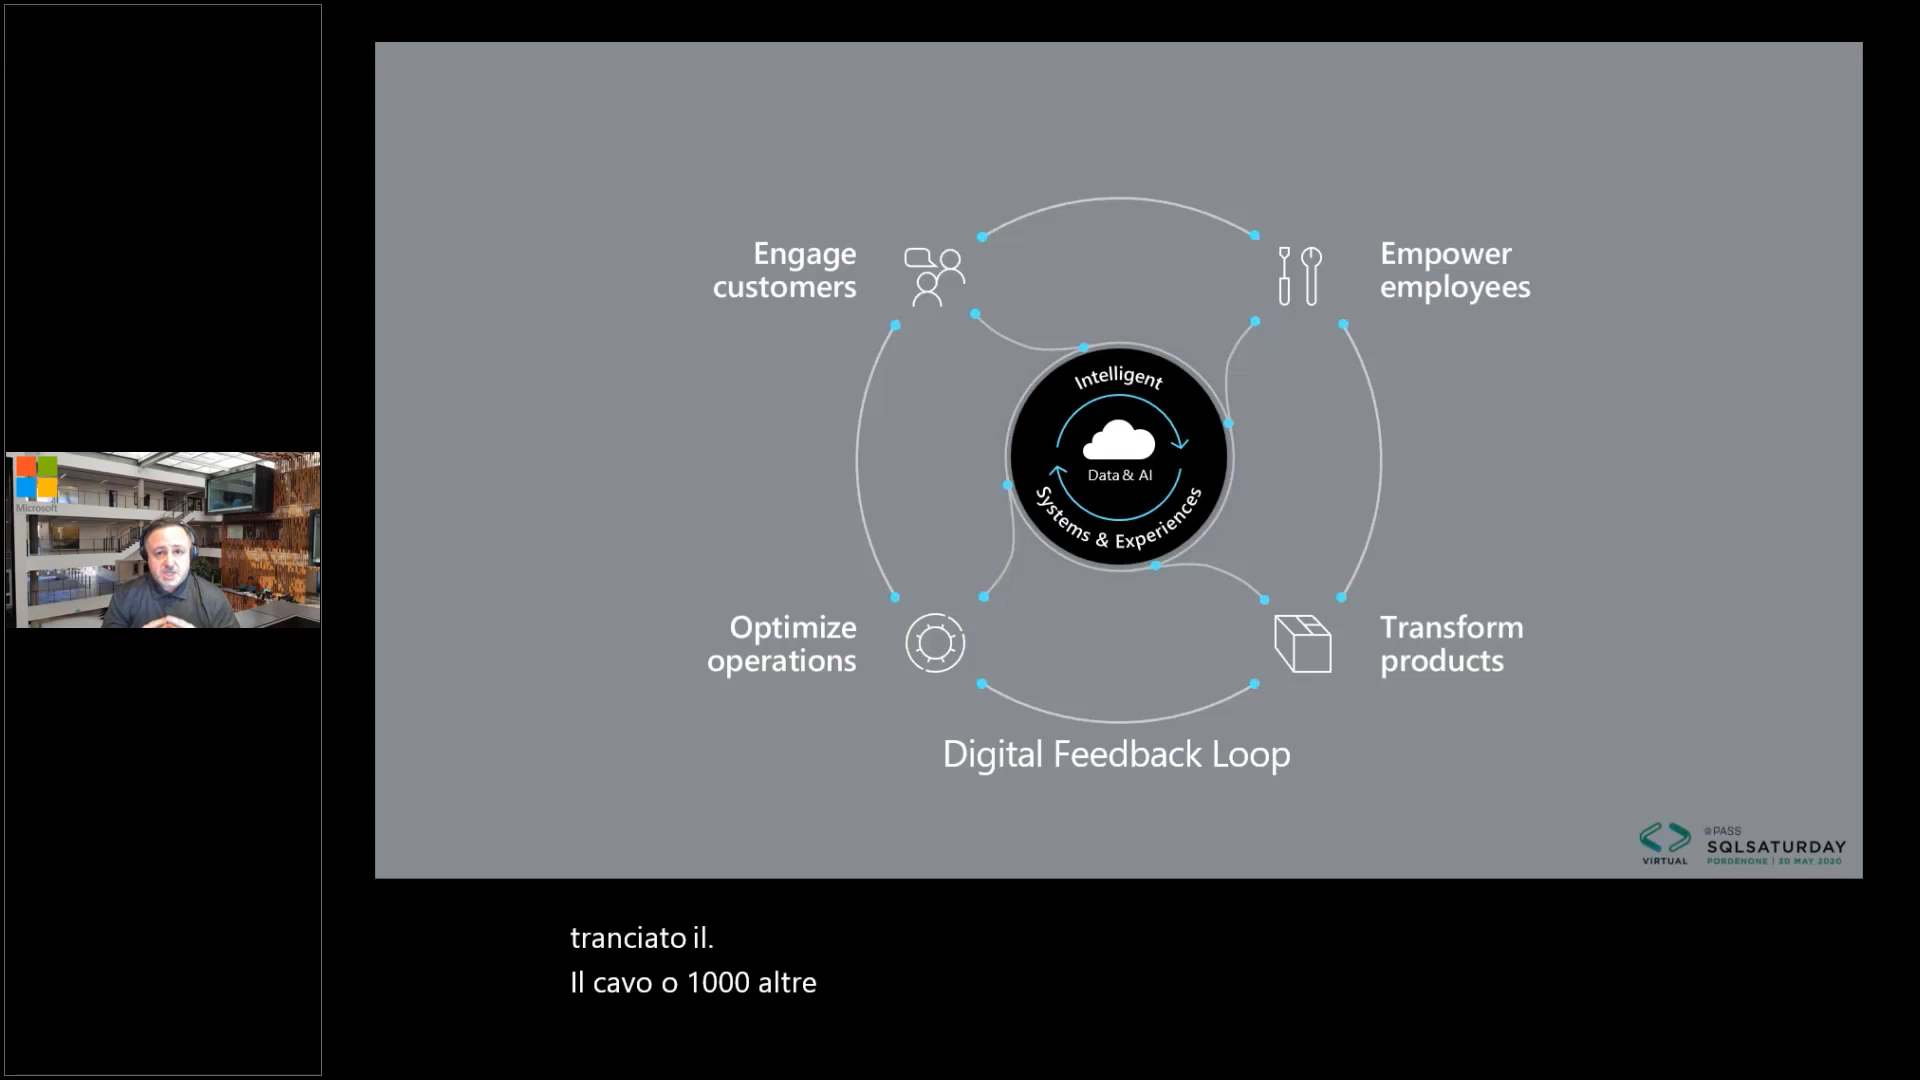 Microsoft
Engage
customers
Empower
employees
Intelligent
Data & AI
Systems & Experiences
Optimize
operations
Transform
products
Digital Feedback Loop
VIRTUAL
@PASS
SQLSATURDAY
PORDENONE | 30 MAY 2020
tranciato il.
Il cavo o 1000 altre